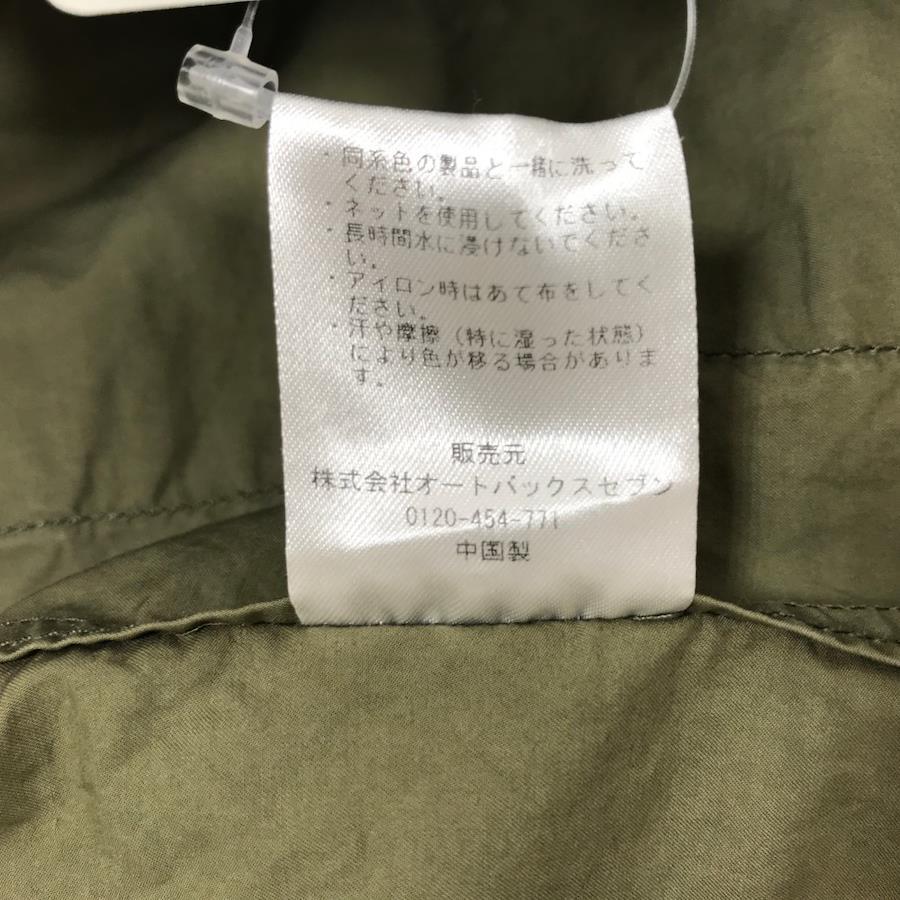 ・同系色の製品と一緒に洗って
ください。
・ネットを使用してください。
・長時間水に浸けないでくださ
い。
・アイロン時はあて布をしてく
ださい。
・汗や摩擦（特に湿った状態）
により色が移る場合がありま
す。
販売元
株式会社オートバックスセブン
0120-454-771
中国製